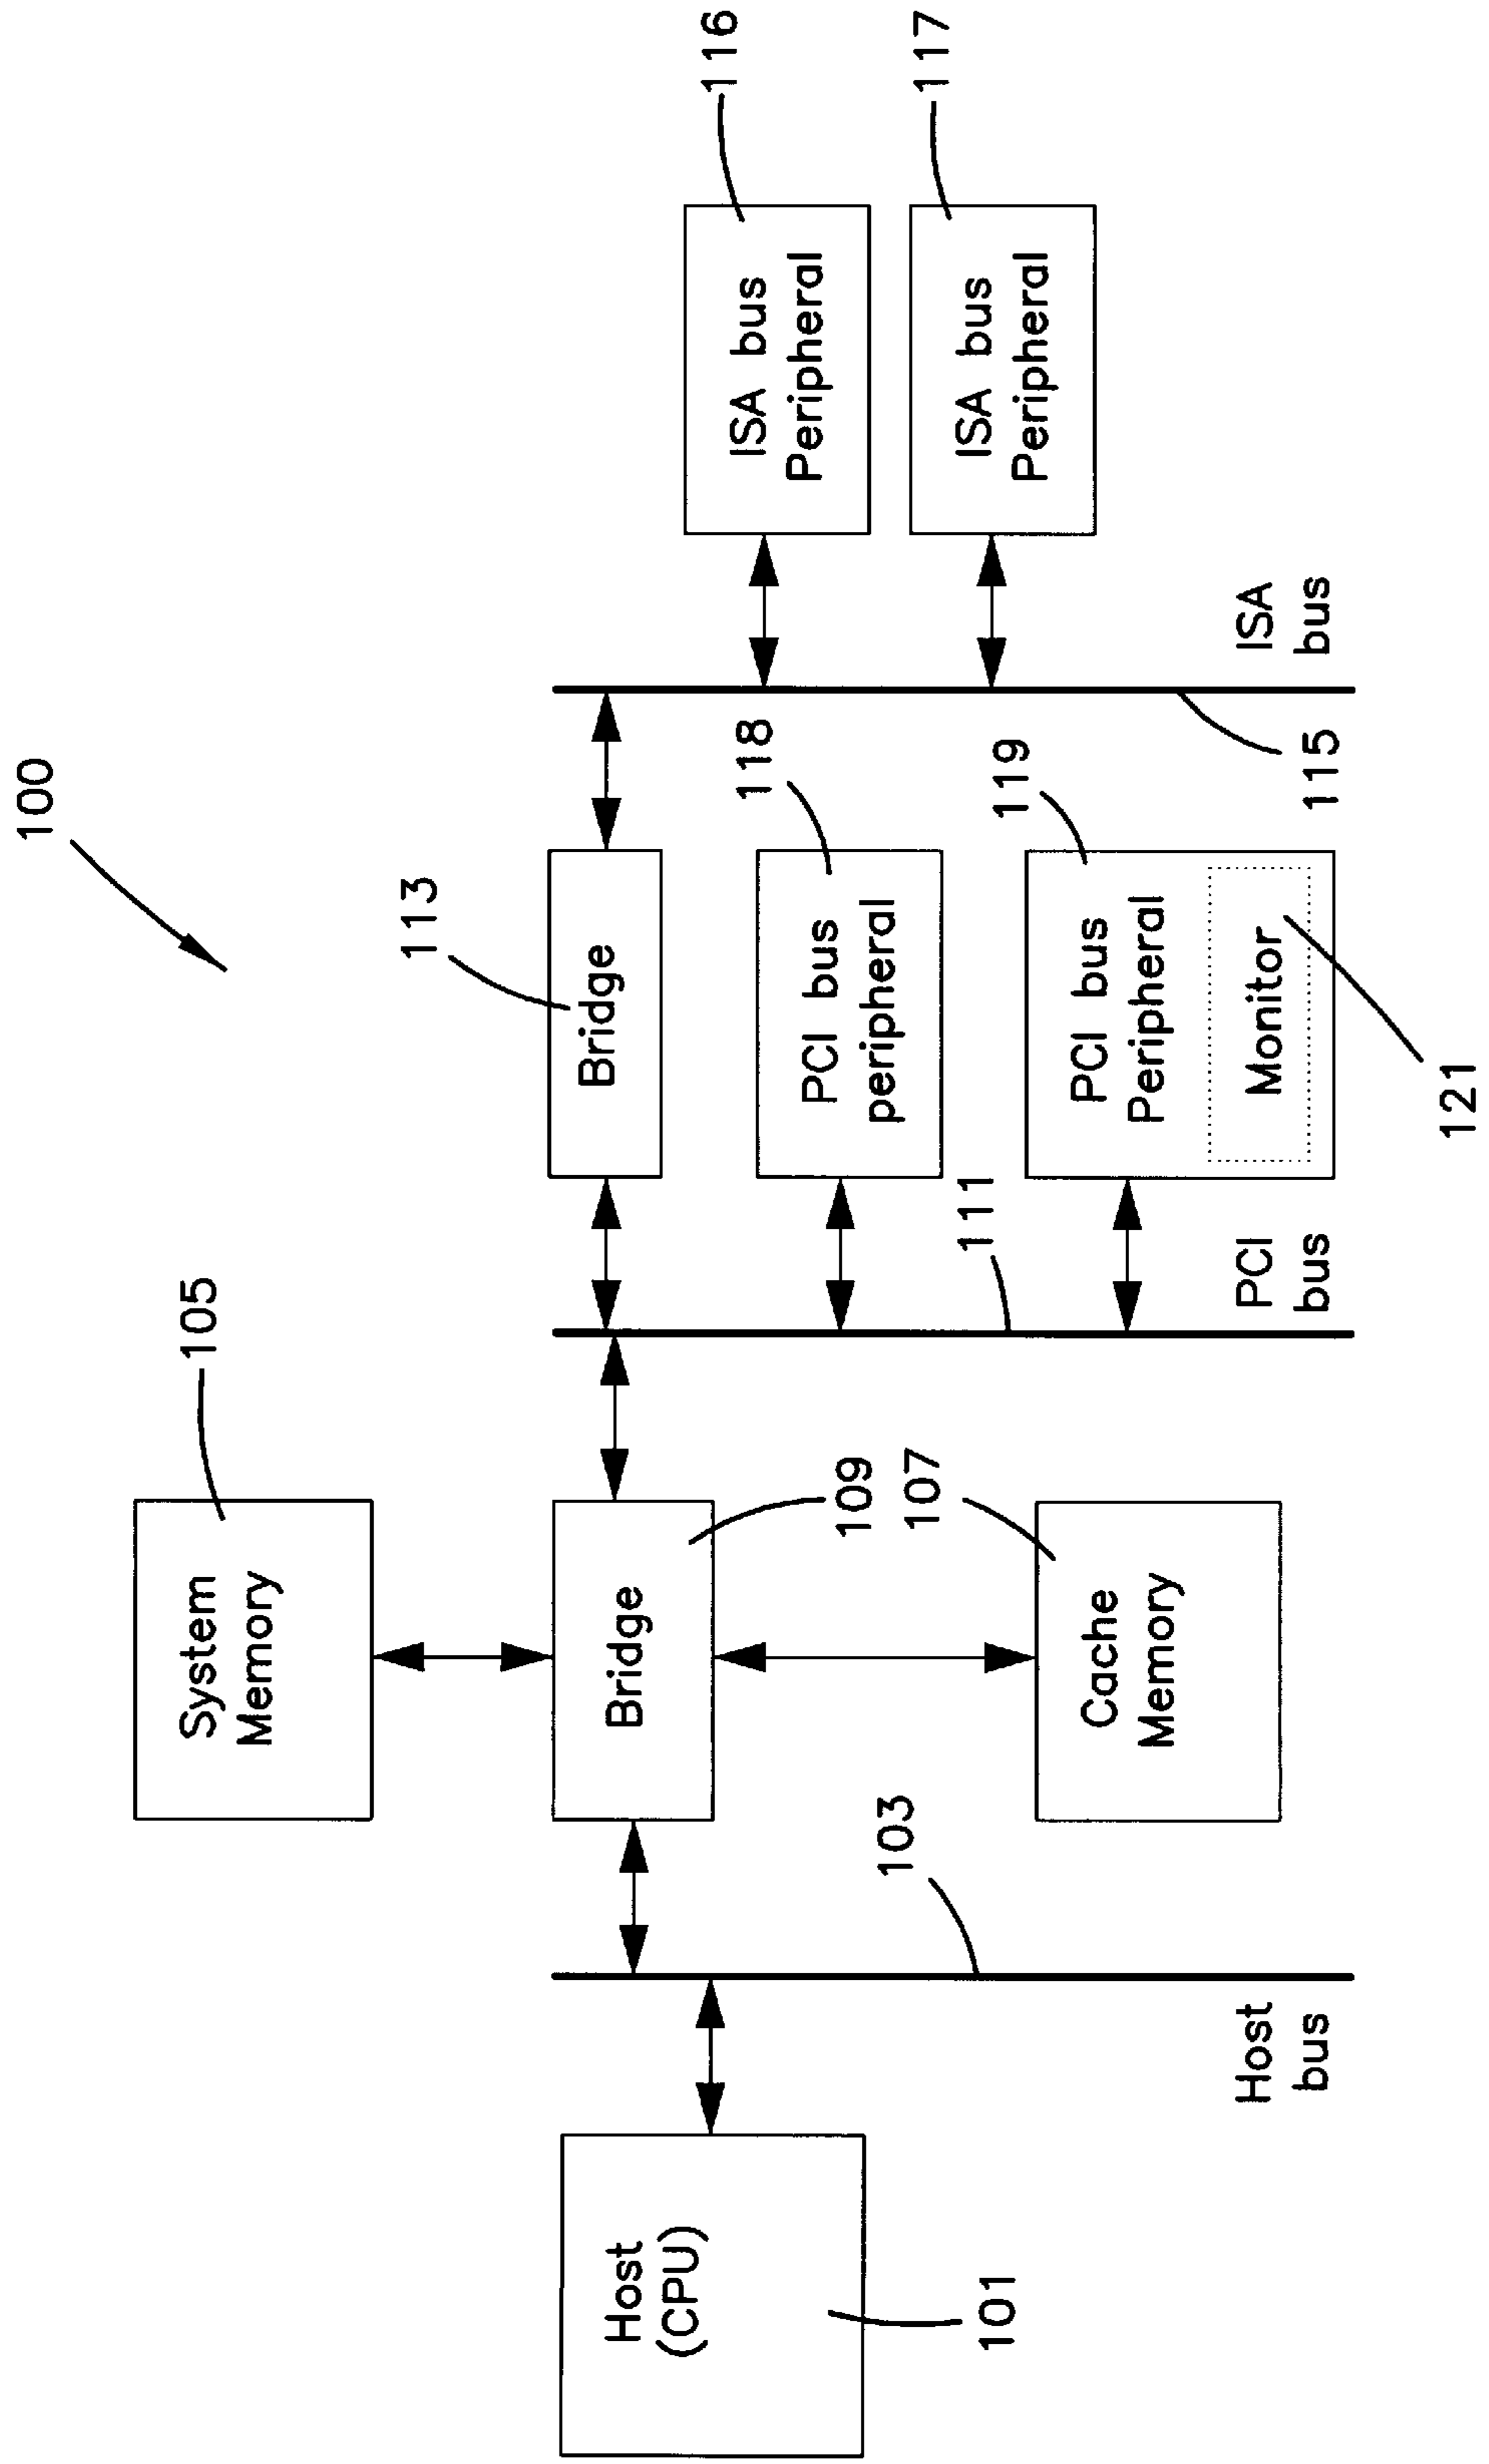 100
105
System
Memory
113
116
ISA bus
Peripheral
Host
(CPU)
101
Bridge
109
Bridge
118
PCI bus
peripheral
117
ISA bus
Peripheral
103
107
Cache
Memory
111
119
PCI bus
Peripheral
Monitor
121
115
Host
bus
PCI
bus
ISA
bus